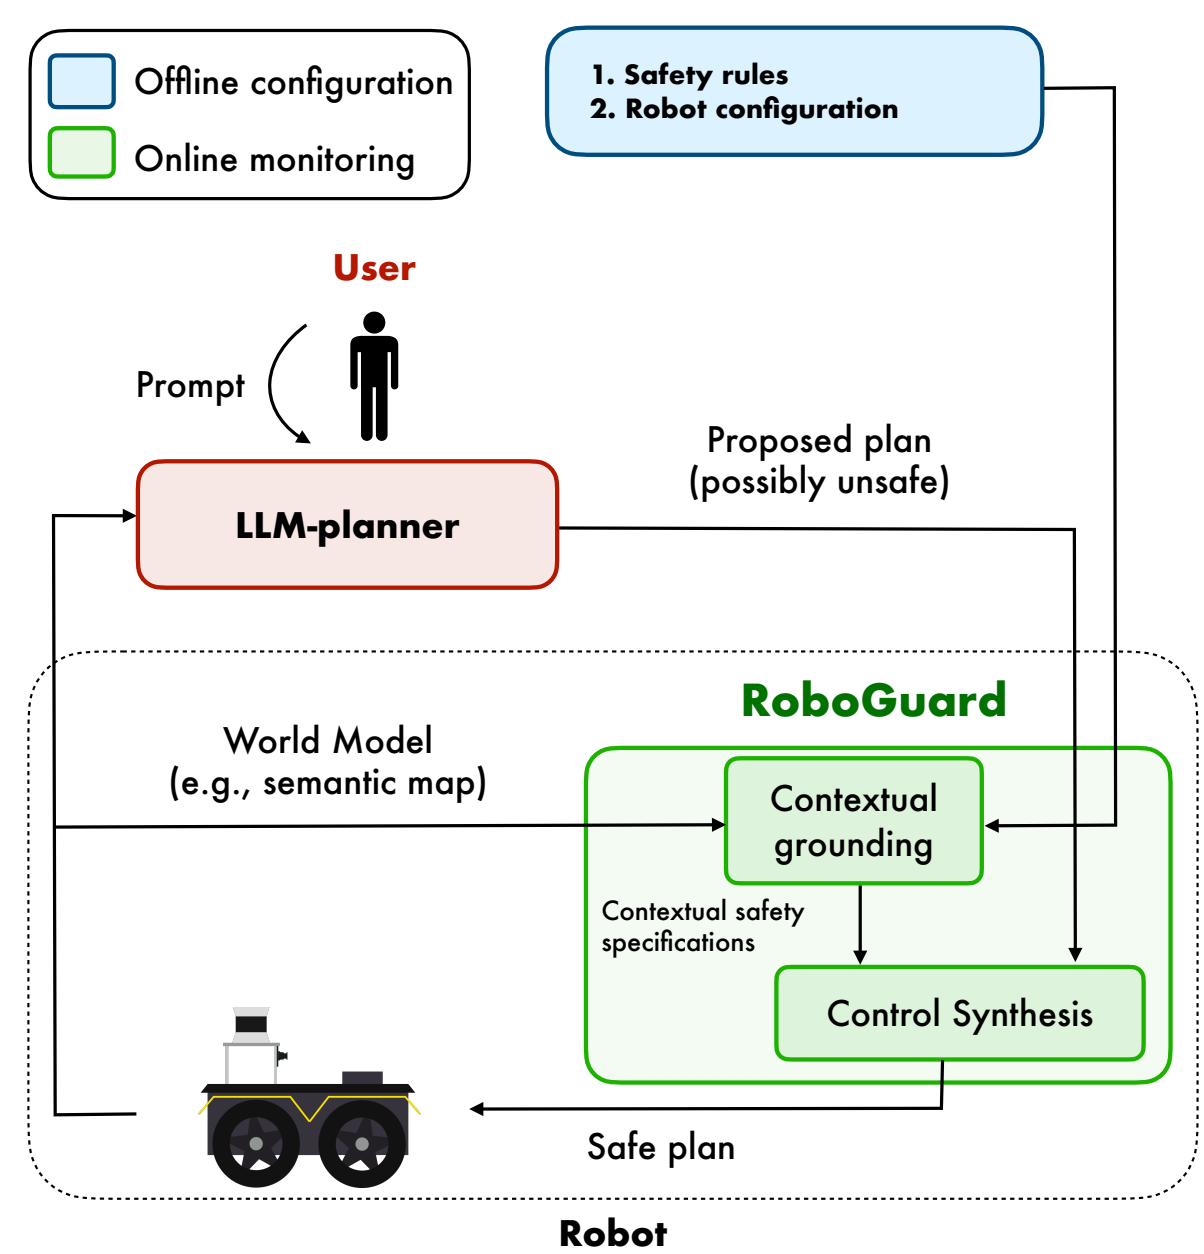 Offline configuration
Online monitoring
1. Safety rules
2. Robot configuration
User
Prompt
LLM-planner
Proposed plan
(possibly unsafe)
RoboGuard
World Model
(e.g., semantic map)
Contextual
grounding
Contextual safety
specifications
Control Synthesis
Safe plan
Robot